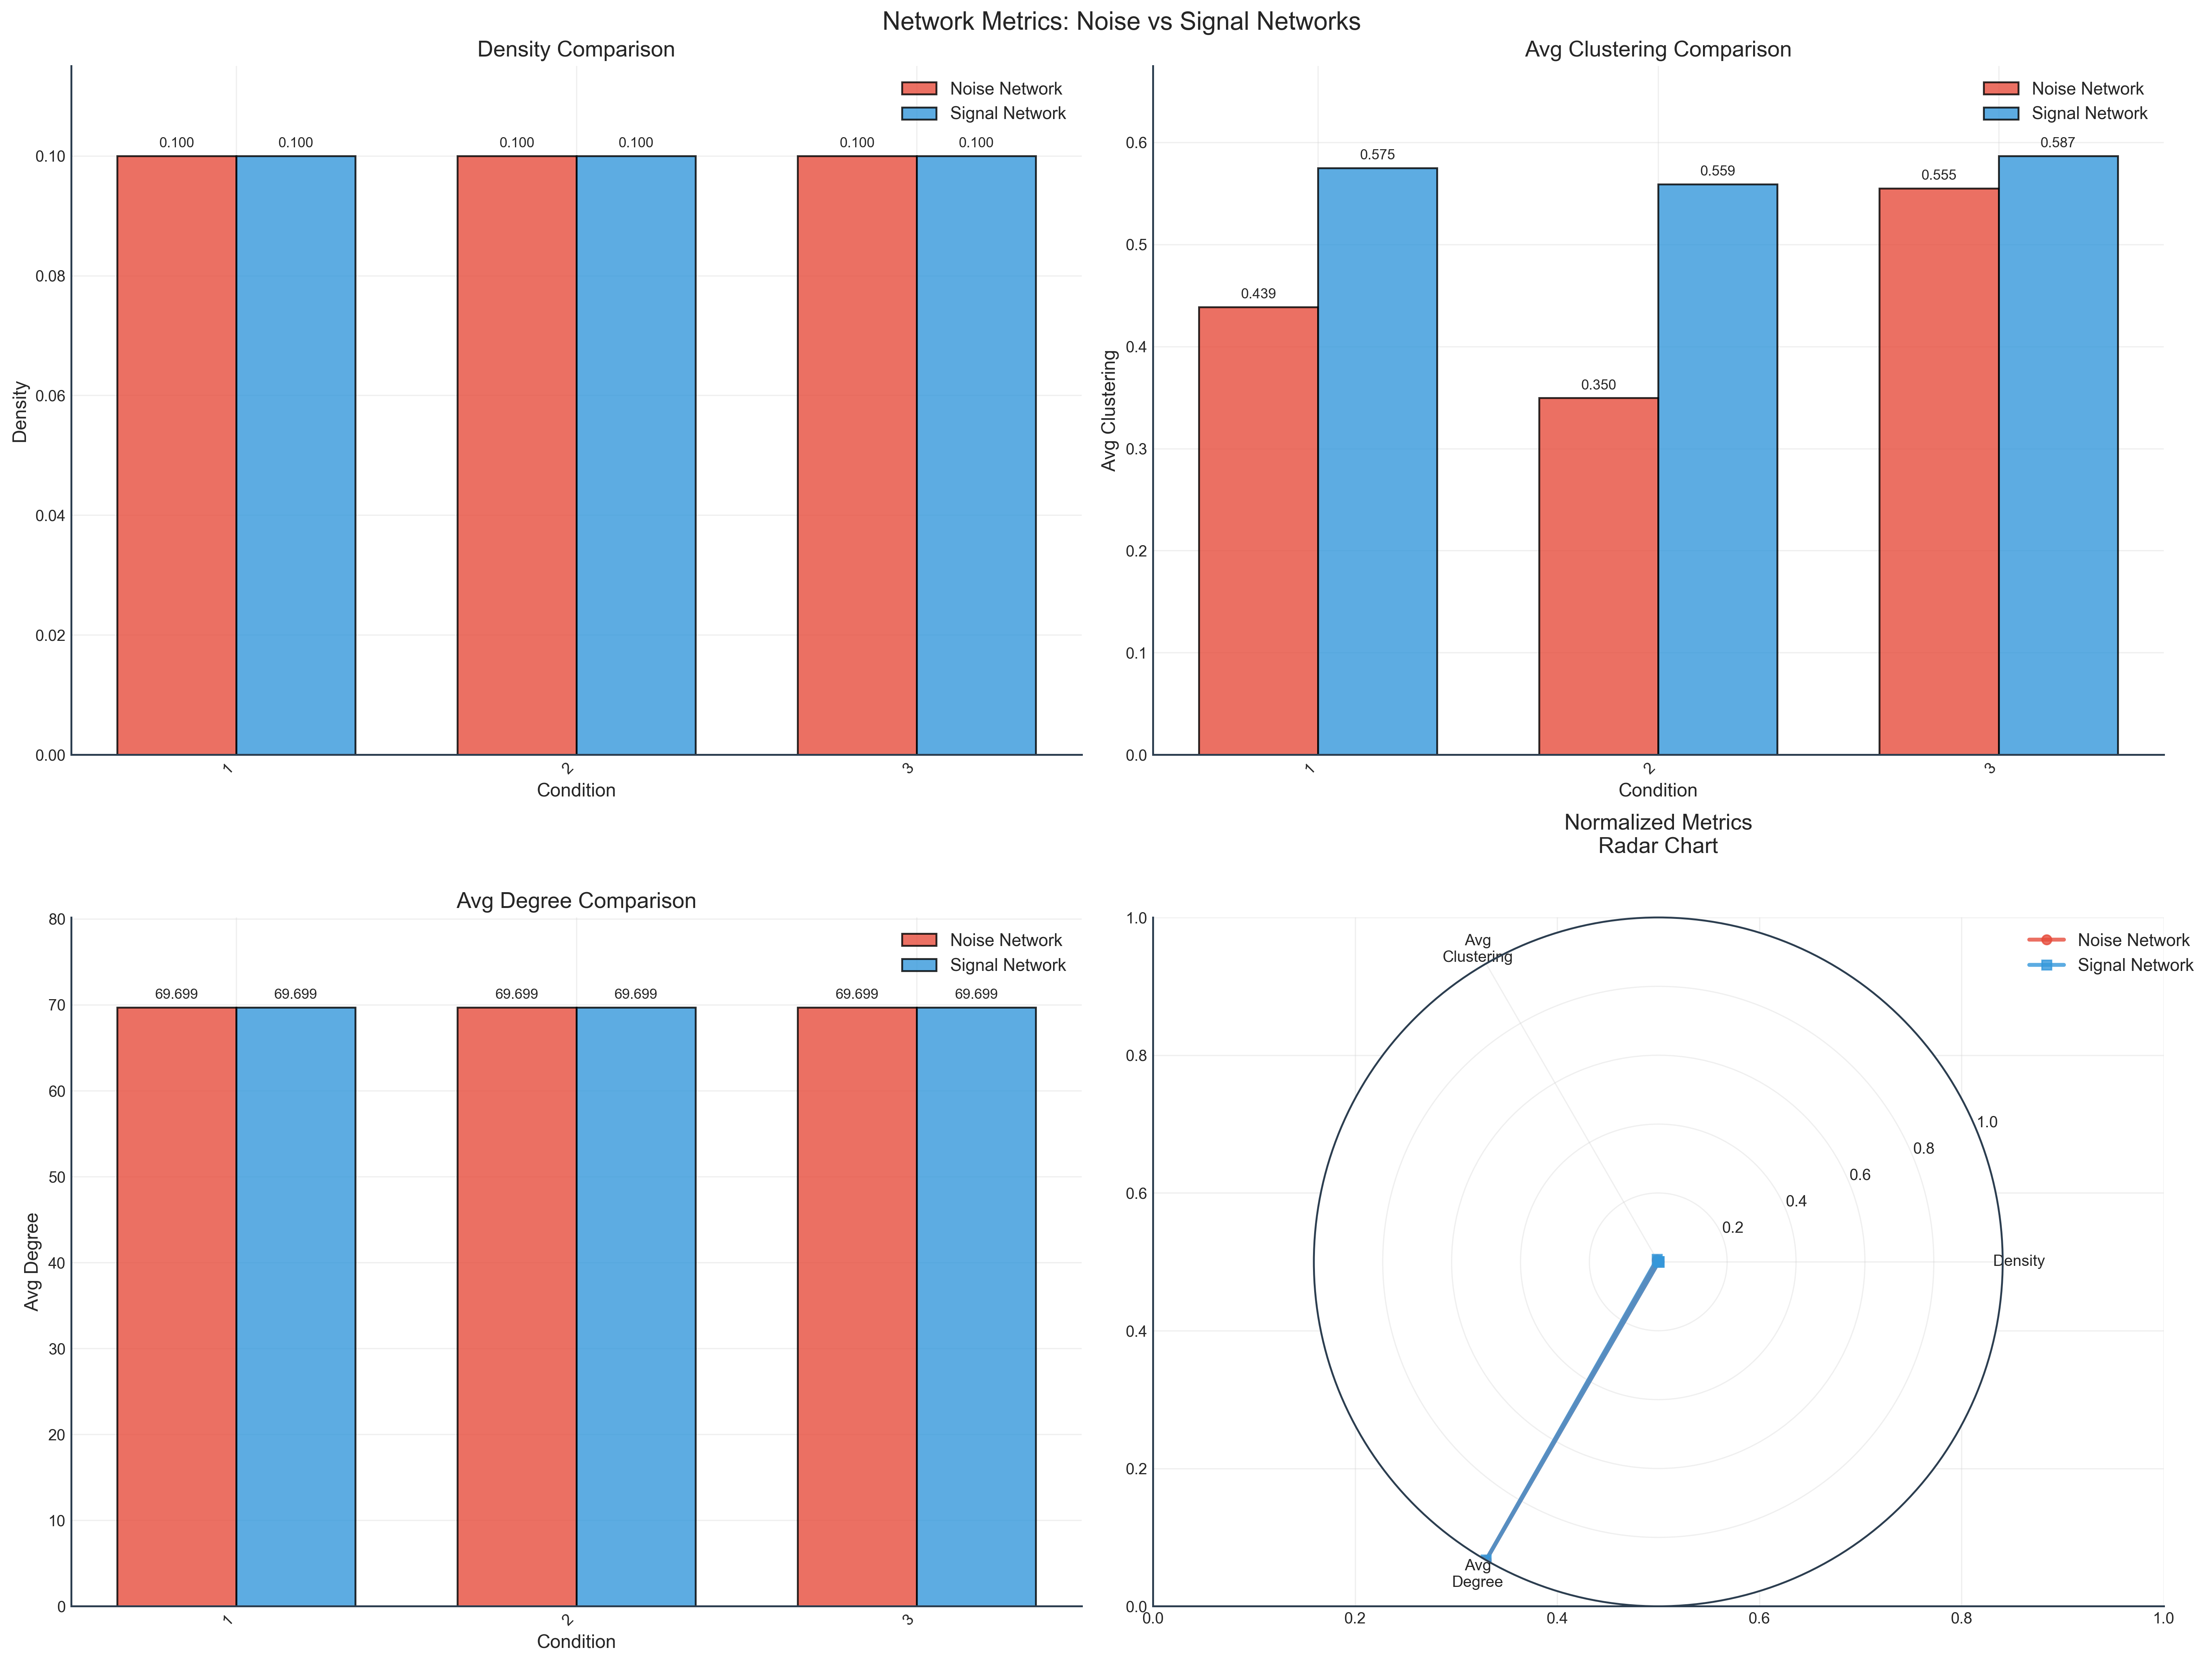 Network Metrics: Noise vs Signal Networks
Density Comparison
Noise Network
Signal Network
0.100
0.100
0.100
0.100
0.100
0.100
0.10
0.08
0.06
0.04
0.02
0.00
Density
1
2
3
Condition
Avg Clustering Comparison
Noise Network
Signal Network
0.6
0.5
0.4
0.3
0.2
0.1
0.0
Avg Clustering
0.439
0.575
0.350
0.559
0.555
0.587
1
2
3
Condition
Avg Degree Comparison
Noise Network
Signal Network
80
70
60
50
40
30
20
10
0
Avg Degree
69.699
69.699
69.699
69.699
69.699
69.699
1
2
3
Condition
Normalized Metrics
Radar Chart
Noise Network
Signal Network
1.0
0.8
0.6
0.4
0.2
0.0
Avg
Clustering
1.0
0.8
0.6
0.4
0.2
Density
Avg
Degree
0.0
0.2
0.4
0.6
0.8
1.0